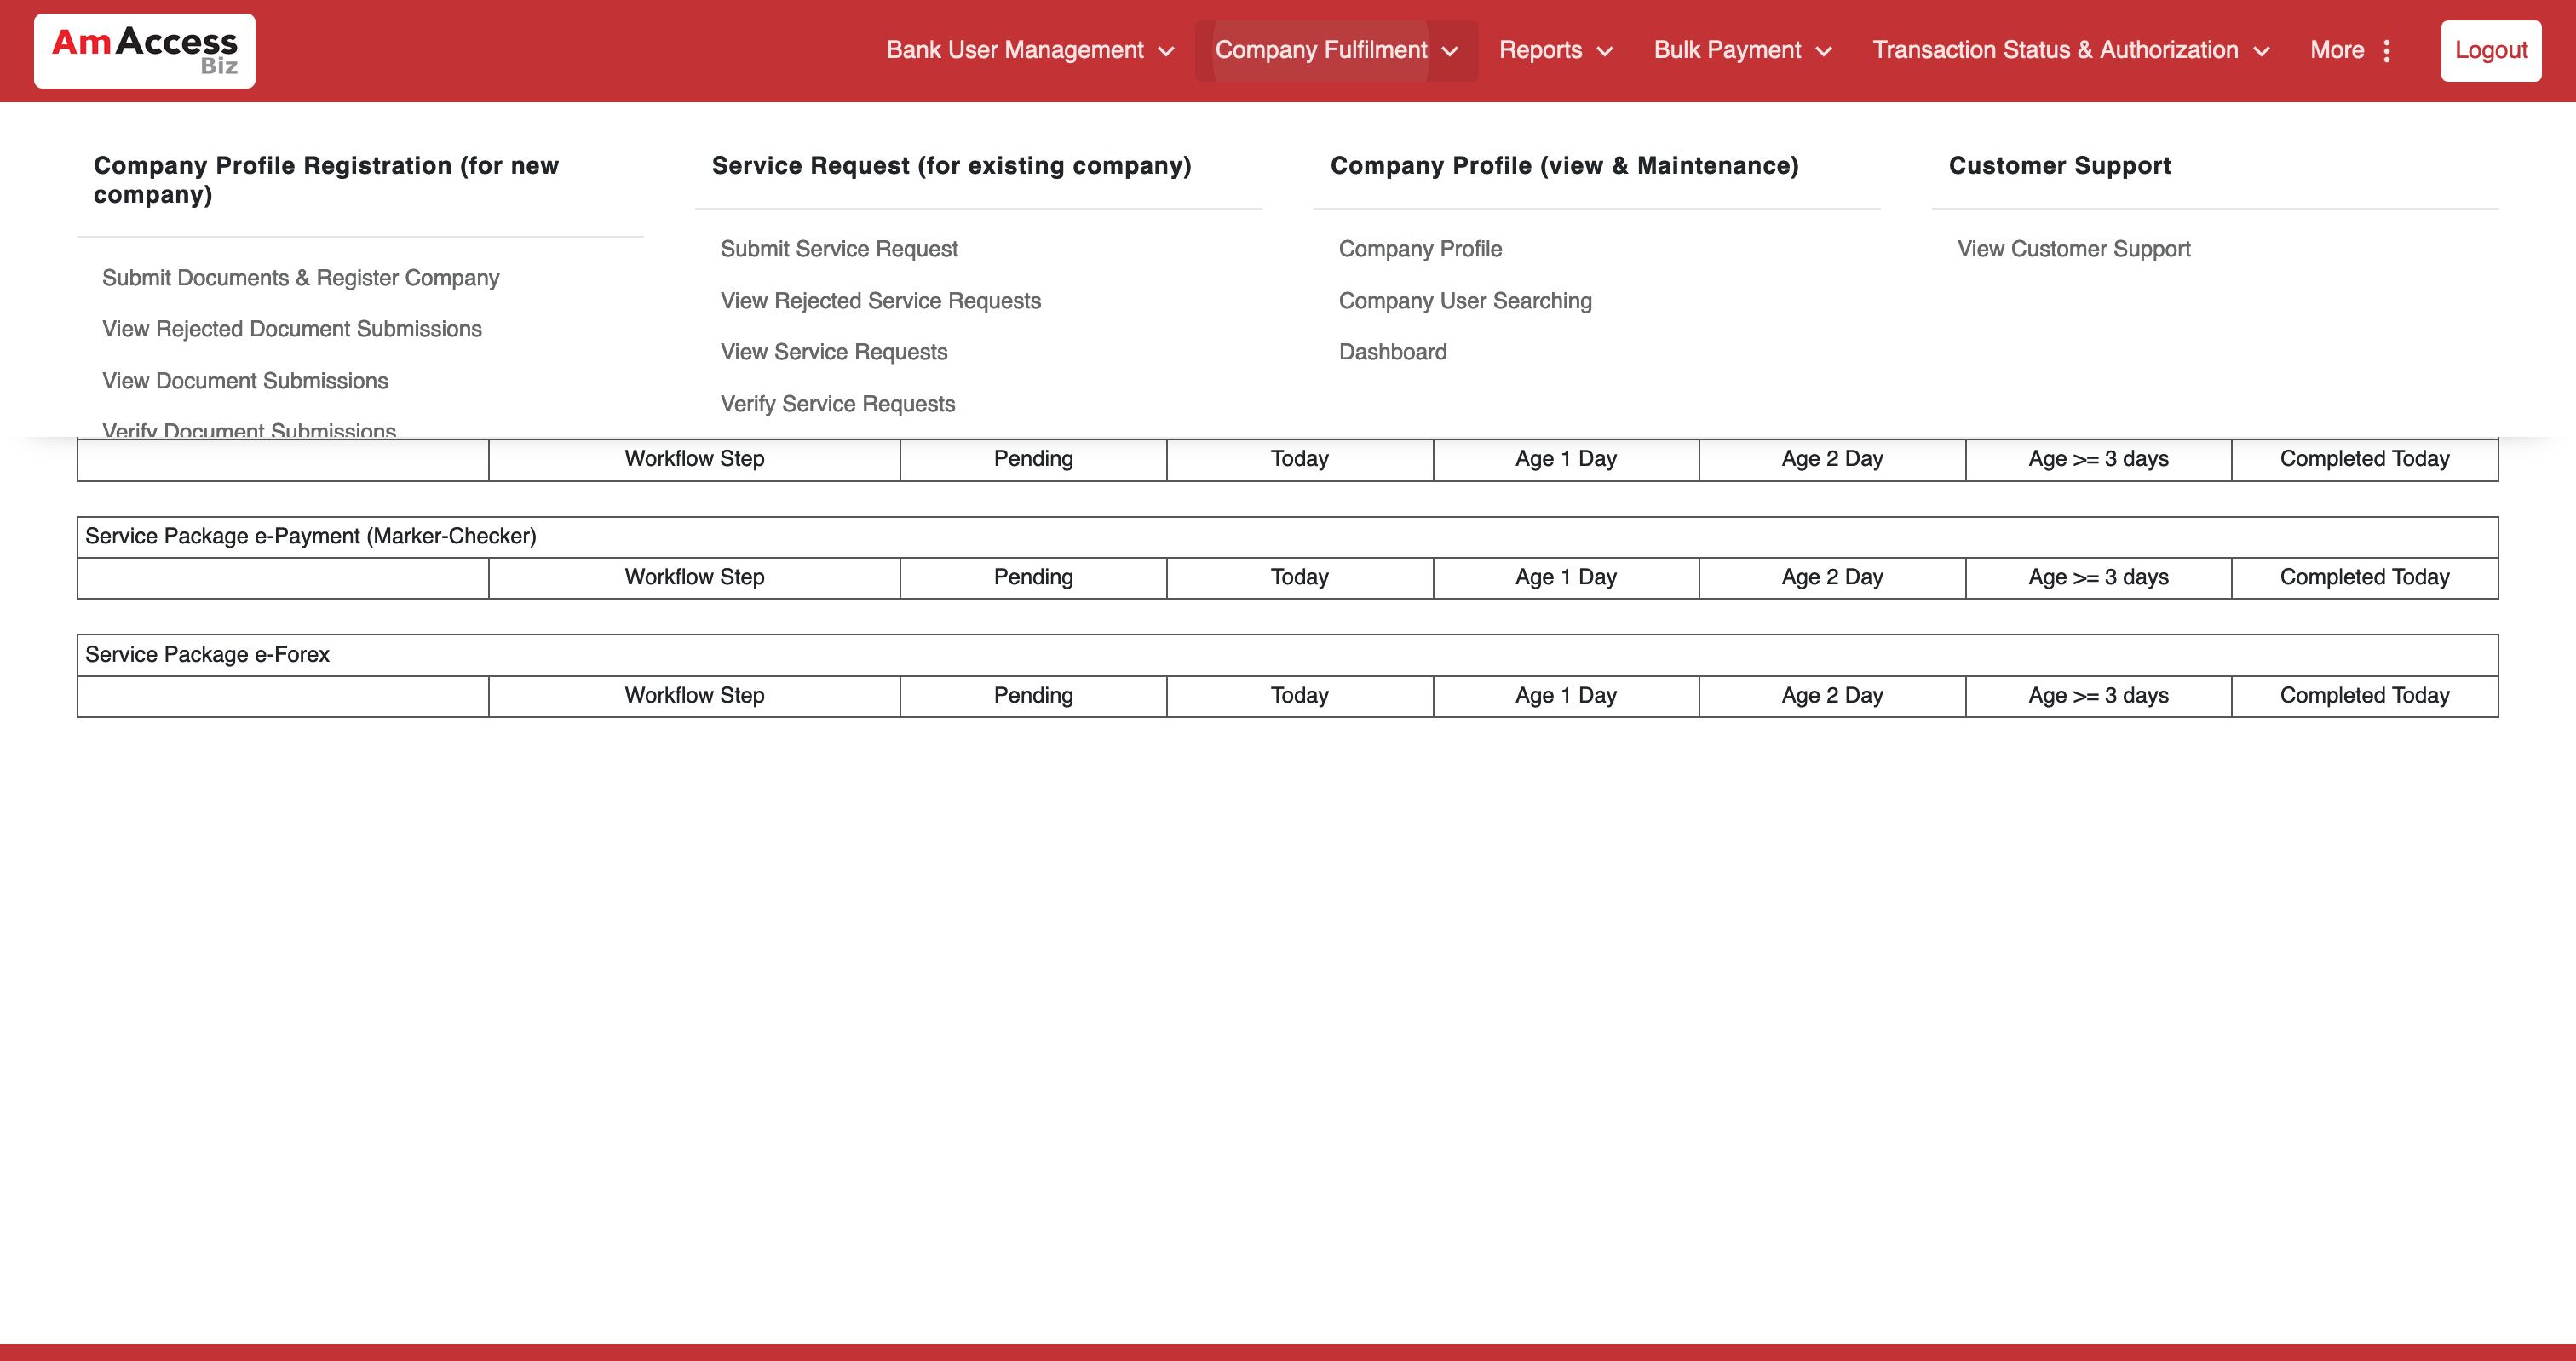 AmAccess
Biz
Bank User Management
Company Fulfilment
Reports
Bulk Payment
Transaction Status & Authorization
More
Logout
Company Profile Registration (for new
company)
Submit Documents & Register Company
View Rejected Document Submissions
View Document Submissions
Verify Document Submissions
Service Request (for existing company)
Submit Service Request
View Rejected Service Requests
View Service Requests
Verify Service Requests
Company Profile (view & Maintenance)
Company Profile
Company User Searching
Dashboard
Customer Support
View Customer Support
Workflow Step Pending Today Age 1 Day Age 2 Day Age >= 3 days Completed Today
Service Package e-Payment (Marker-Checker)
Workflow Step Pending Today Age 1 Day Age 2 Day Age >= 3 days Completed Today
Service Package e-Forex
Workflow Step Pending Today Age 1 Day Age 2 Day Age >= 3 days Completed Today